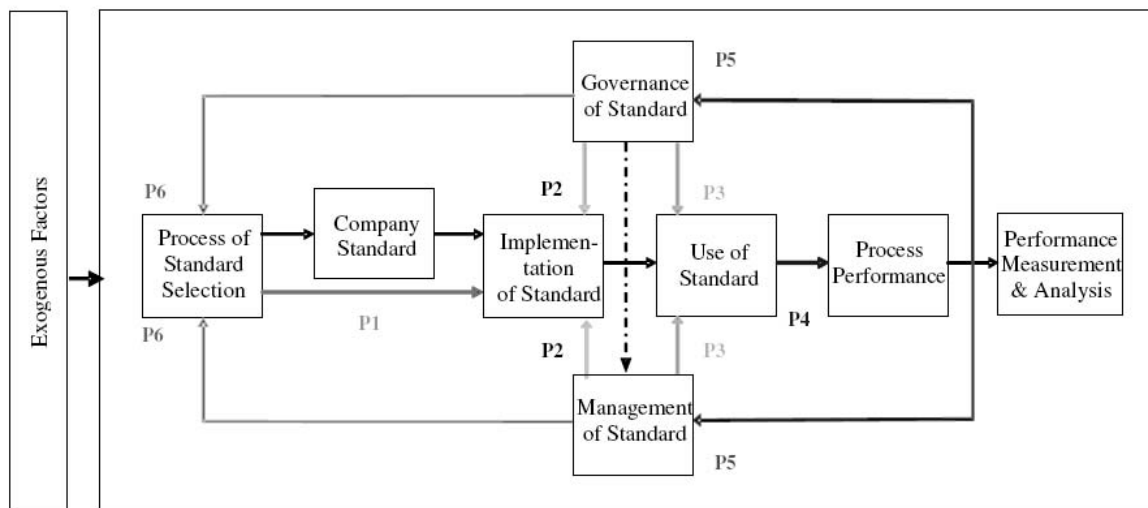 Exogenous Factors
Governance
of Standard
P5
P6
P2
P3
Process of
Standard
Selection
Company
Standard
Implemen-
tation
of Standard
Use of
Standard
Process
Performance
Performance
Measurement
& Analysis
P6
P1
P2
P3
P4
Management
of Standard
P5